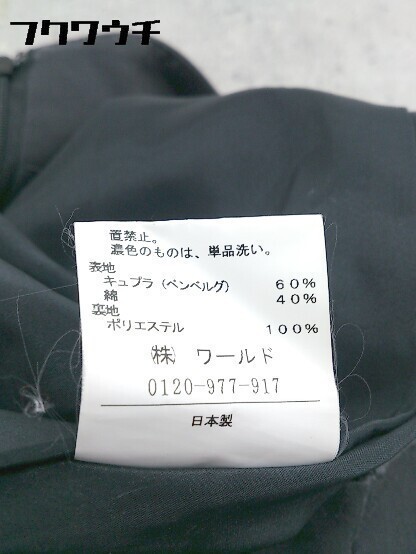 フクワウチ
置禁止。
濃色のものは、単品洗い。
表地
キュプラ（ベンベルグ） 60%
綿 40%
裏地
ポリエステル 100%
㈱ ワールド
0120-977-917
日本製